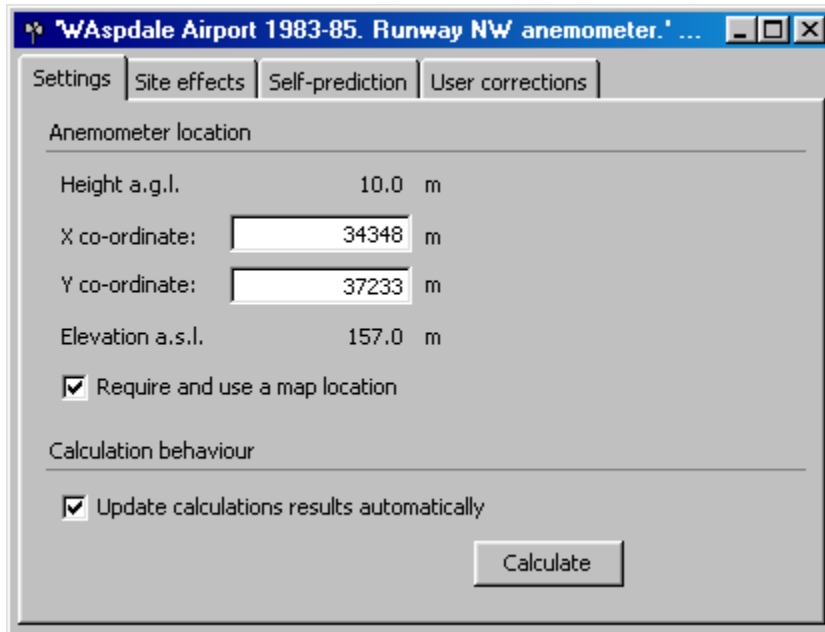 'WAspdale Airport 1983-85. Runway NW anemometer.' ...
Settings Site effects Self-prediction User corrections
Anemometer location
Height a.g.l. 10.0 m
X co-ordinate: 34348 m
Y co-ordinate: 37233 m
Elevation a.s.l. 157.0 m
Require and use a map location
Calculation behaviour
Update calculations results automatically
Calculate